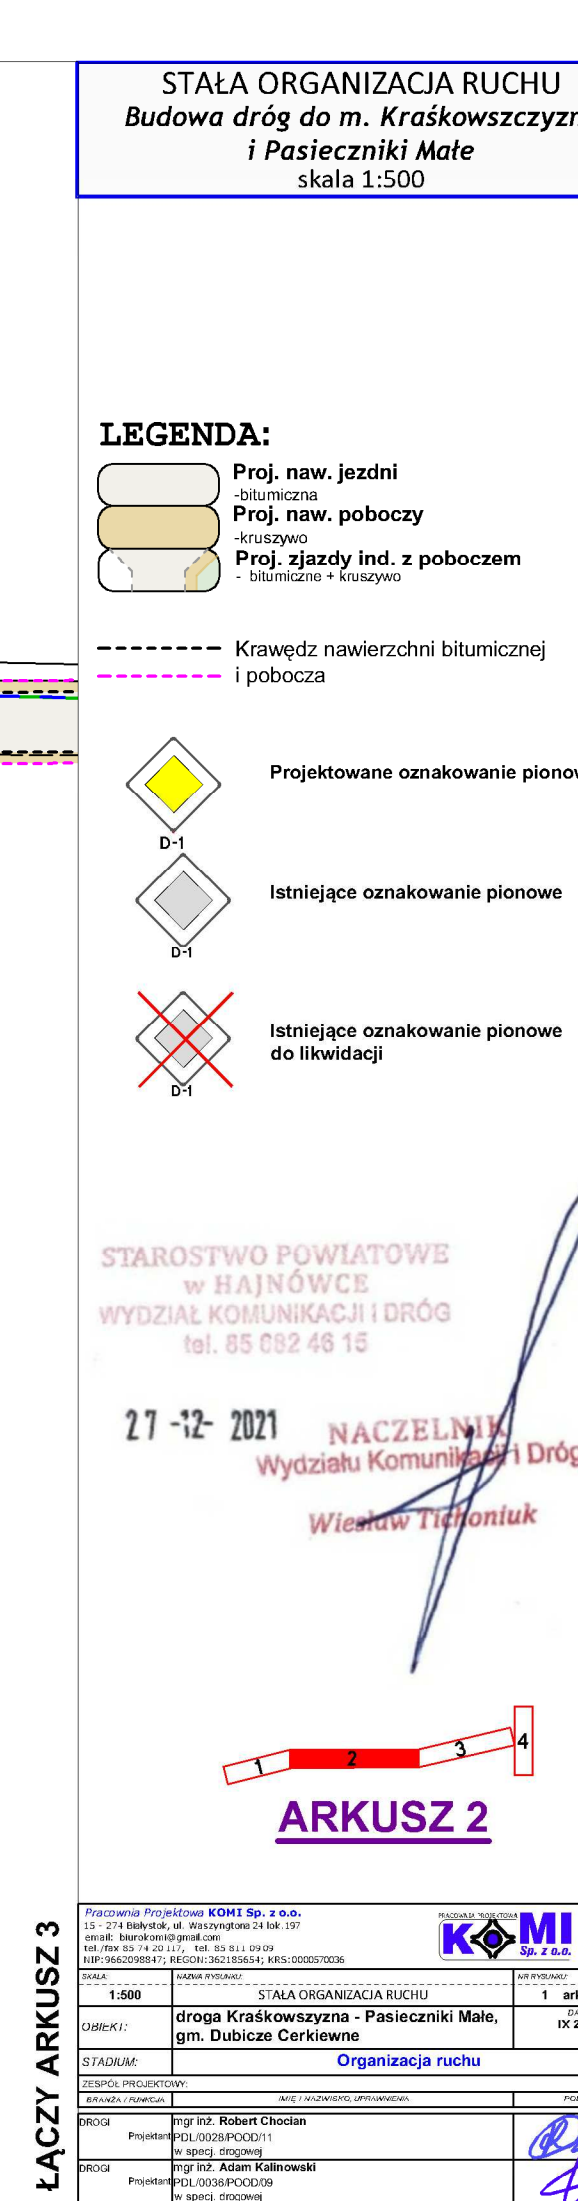 STAŁA ORGANIZACJA RUCHU
Budowa dróg do m. Kraśkowszczyzn
i Pasieczniki Małe
skala 1:500
LEGENDA:
Proj. naw. jezdni
-bitumiczna
Proj. naw. poboczy
-kruszywo
Proj. zjazdy ind. z poboczem
- bitumiczne + kruszywo
Krawędz nawierzchni bitumicznej
i pobocza
Projektowane oznakowanie pionow
D-1
Istniejące oznakowanie pionowe
D-1
Istniejące oznakowanie pionowe
do likwidacji
D-1
STAROSTWO POWIATOWE
w HAJNÓWCE
WYDZIAŁ KOMUNIKACJI I DRÓG
tel. 85 682 46 15
27 -12- 2021
NACZELNIK
Wydziału Komunikacji i Dróg
Wiesław Tichoniuk
1 2 3 4
ARKUSZ 2
ŁĄCZY ARKUSZ 3
Pracownia Projektowa KOMI Sp. z o.o.
15 - 274 Białystok, ul. Waszyngtona 24 lok.197
email: biurokomi@gmail.com
tel./fax 85 74 20 117, tel. 85 811 09 09
NIP:9662098847; REGON:362185654; KRS:0000570036
PRACOWNIA PROJEKTOWA
KOMI
Sp. z o.o.
SKALA: NAZWA RYSUNKU: NR RYSUNKU:
1:500 STAŁA ORGANIZACJA RUCHU 1 ark
OBIEKT: droga Kraśkowszyzna - Pasieczniki Małe,
gm. Dubicze Cerkiewne
DA
IX 2
STADIUM: Organizacja ruchu
ZESPÓŁ PROJEKTOWY:
BRANŻA / FUNKCJA IMIĘ I NAZWISKO, UPRAWNIENIA POD
DROGI mgr inż. Robert Chocian
Projektant PDL/0028/POOD/11
w specj. drogowej
DROGI mgr inż. Adam Kalinowski
Projektant PDL/0036/POOD/09
w specj. drogowej